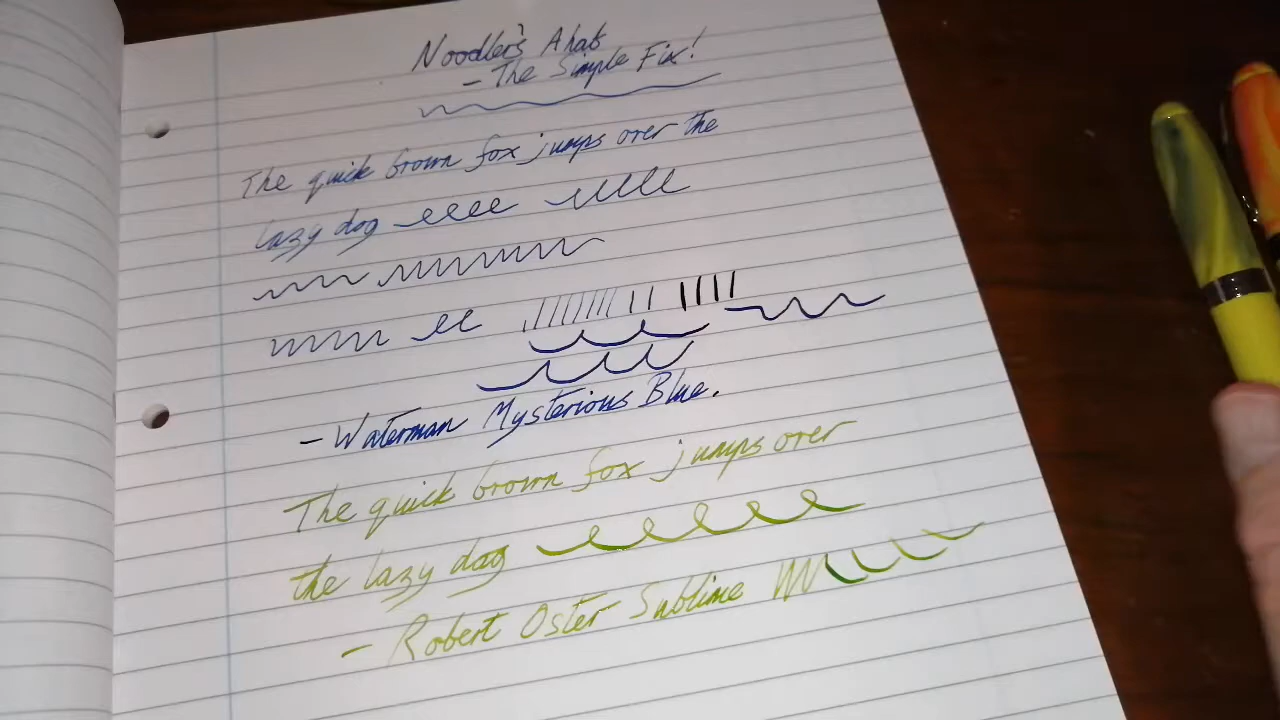 Noodler's Ahab
- The Simple Fix!
The quick brown fox jumps over the
lazy dog
- Waterman Mysterious Blue.
The quick brown fox jumps over
the lazy dog
- Robert Oster Sublime